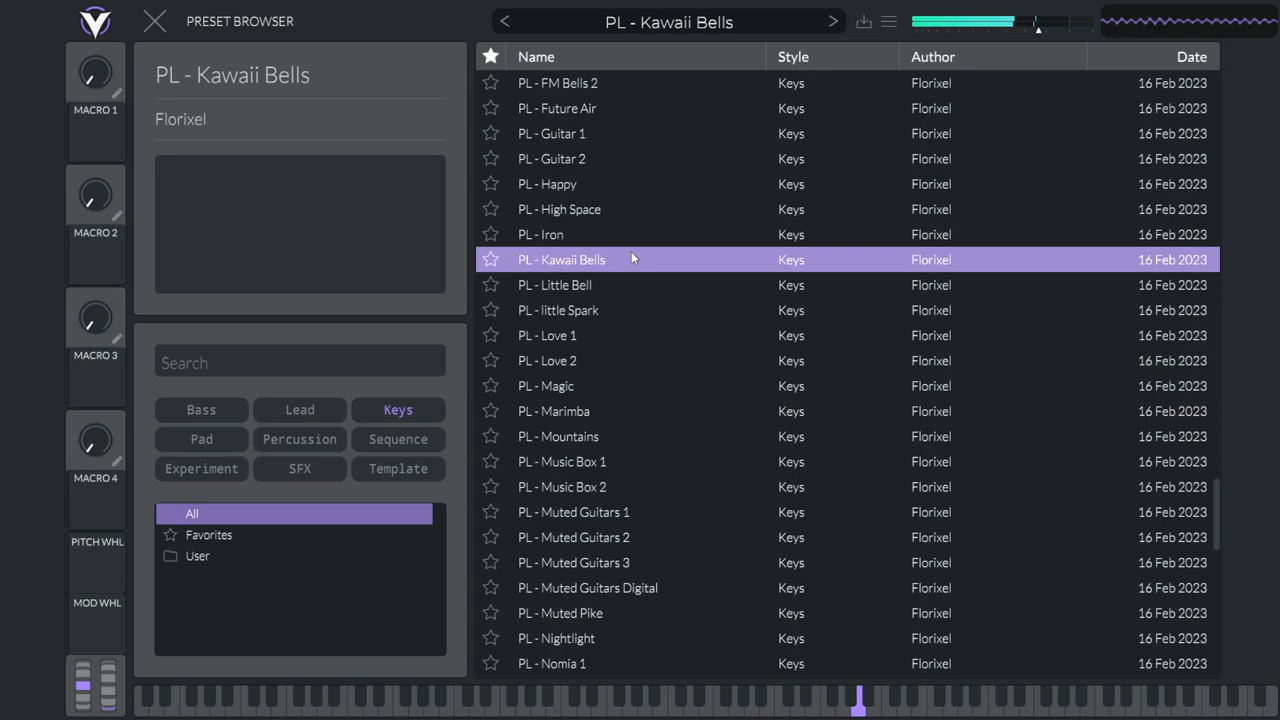 PRESET BROWSER
PL - Kawaii Bells
MACRO 1
MACRO 2
MACRO 3
MACRO 4
PITCH WHL
MOD WHL
PL - Kawaii Bells
Florixel
Search
Bass Lead Keys
Pad Percussion Sequence
Experiment SFX Template
All
Favorites
User
Name Style Author Date
PL - FM Bells 2 Keys Florixel 16 Feb 2023
PL - Future Air Keys Florixel 16 Feb 2023
PL - Guitar 1 Keys Florixel 16 Feb 2023
PL - Guitar 2 Keys Florixel 16 Feb 2023
PL - Happy Keys Florixel 16 Feb 2023
PL - High Space Keys Florixel 16 Feb 2023
PL - Iron Keys Florixel 16 Feb 2023
PL - Kawaii Bells Keys Florixel 16 Feb 2023
PL - Little Bell Keys Florixel 16 Feb 2023
PL - little Spark Keys Florixel 16 Feb 2023
PL - Love 1 Keys Florixel 16 Feb 2023
PL - Love 2 Keys Florixel 16 Feb 2023
PL - Magic Keys Florixel 16 Feb 2023
PL - Marimba Keys Florixel 16 Feb 2023
PL - Mountains Keys Florixel 16 Feb 2023
PL - Music Box 1 Keys Florixel 16 Feb 2023
PL - Music Box 2 Keys Florixel 16 Feb 2023
PL - Muted Guitars 1 Keys Florixel 16 Feb 2023
PL - Muted Guitars 2 Keys Florixel 16 Feb 2023
PL - Muted Guitars 3 Keys Florixel 16 Feb 2023
PL - Muted Guitars Digital Keys Florixel 16 Feb 2023
PL - Muted Pike Keys Florixel 16 Feb 2023
PL - Nightlight Keys Florixel 16 Feb 2023
PL - Nomia 1 Keys Florixel 16 Feb 2023